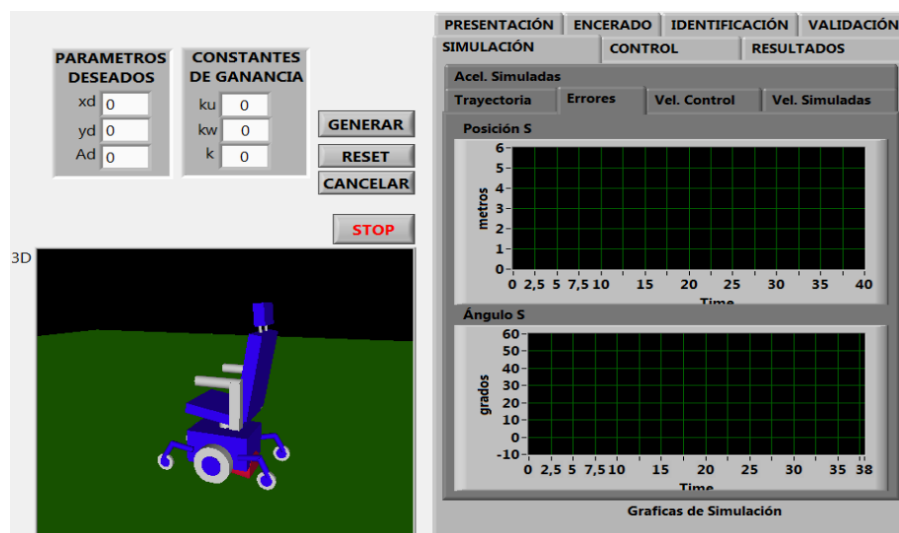 PARAMETROS
DESEADOS
xd 0
yd 0
Ad 0
CONSTANTES
DE GANANCIA
ku 0
kw 0
k 0
GENERAR
RESET
CANCELAR
STOP
3D
PRESENTACIÓN ENCERADO IDENTIFICACIÓN VALIDACIÓN
SIMULACIÓN CONTROL RESULTADOS
Acel. Simuladas
Trayectoria Errores Vel. Control Vel. Simuladas
Posición S
metros
6
5
4
3
2
1
0
0 2,5 5 7,5 10 15 20 25 30 35 40
Time
Ángulo S
grados
60
50
40
30
20
10
0
-10
0 2,5 5 7,5 10 15 20 25 30 35 38
Time
Graficas de Simulación